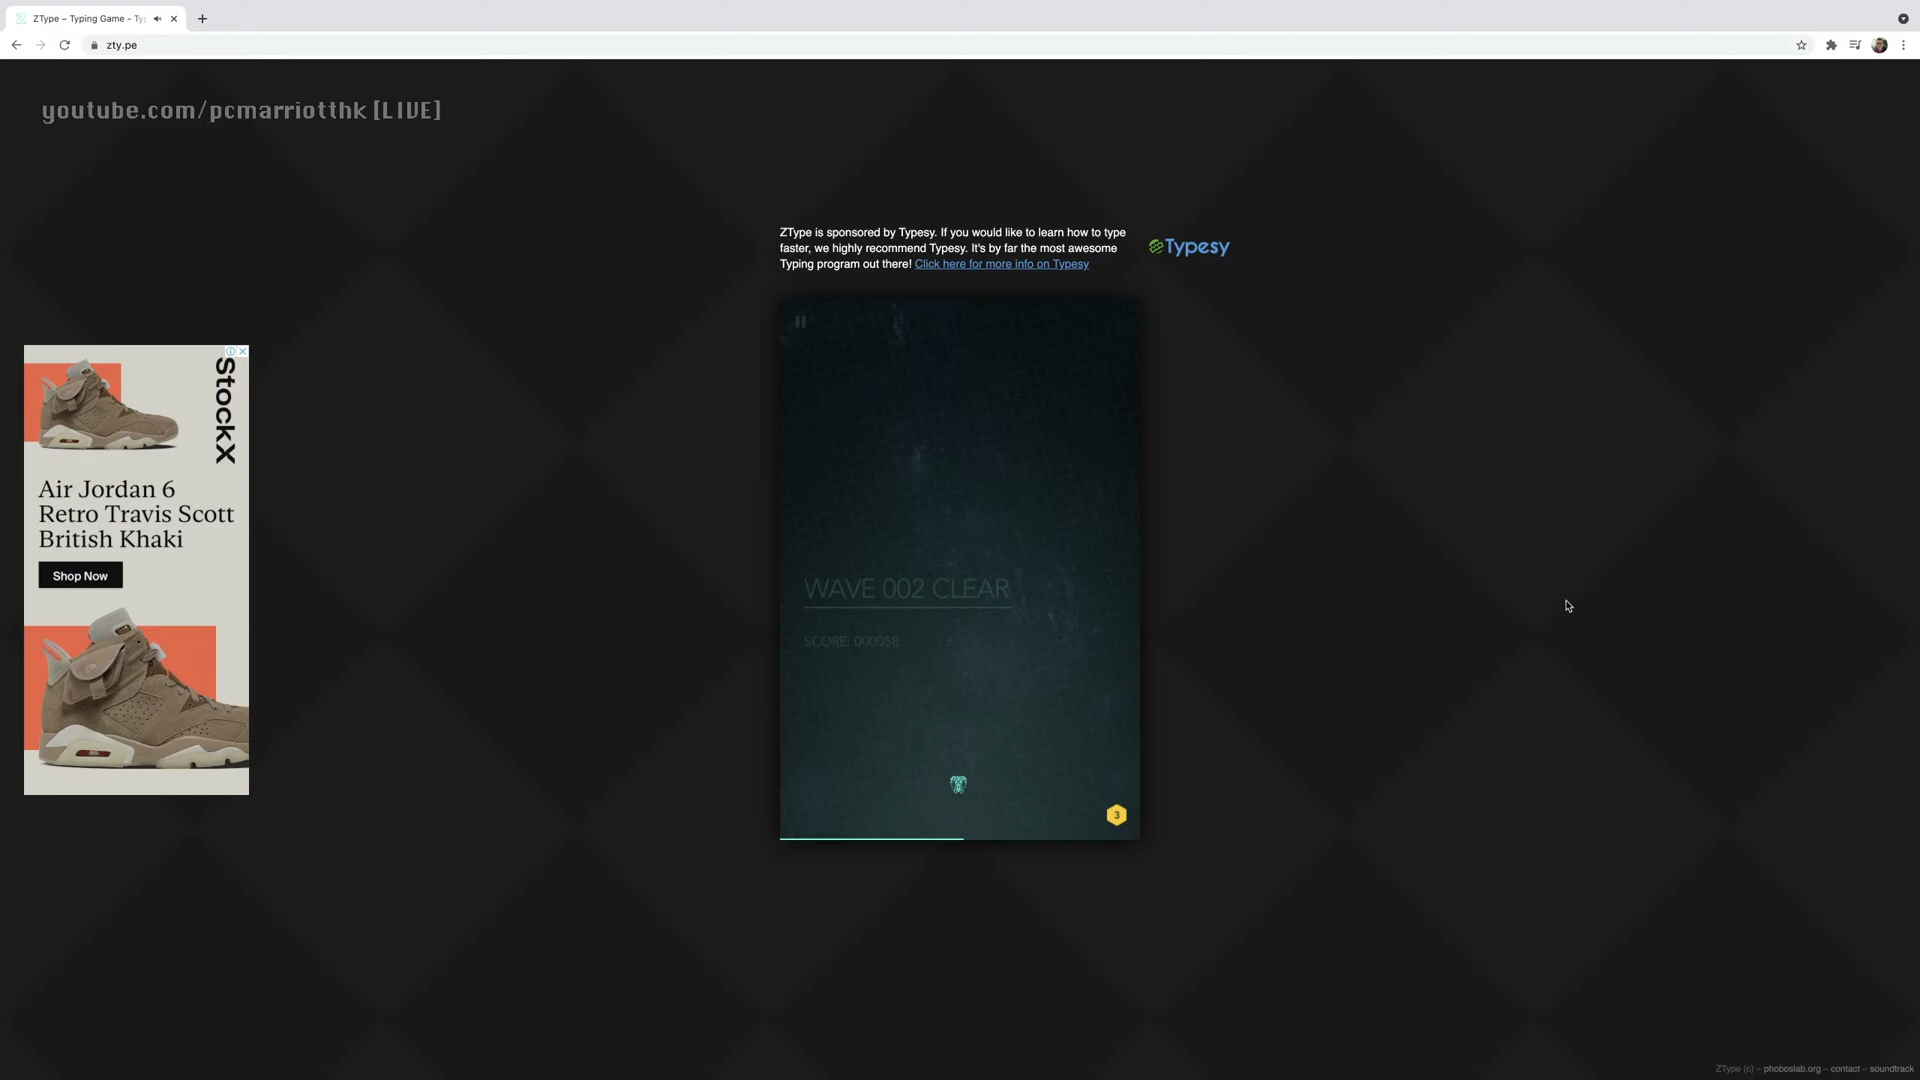 ZType – Typing Game - Typ
zty.pe
youtube.com/pcmarriotthk [LIVE]
ZType is sponsored by Typesy. If you would like to learn how to type
faster, we highly recommend Typesy. It's by far the most awesome
Typing program out there! Click here for more info on Typesy
Typesy
StockX
Air Jordan 6
Retro Travis Scott
British Khaki
Shop Now
WAVE 002 CLEAR
SCORE: 000058
3
ZType (c) – phoboslab.org – contact – soundtrack